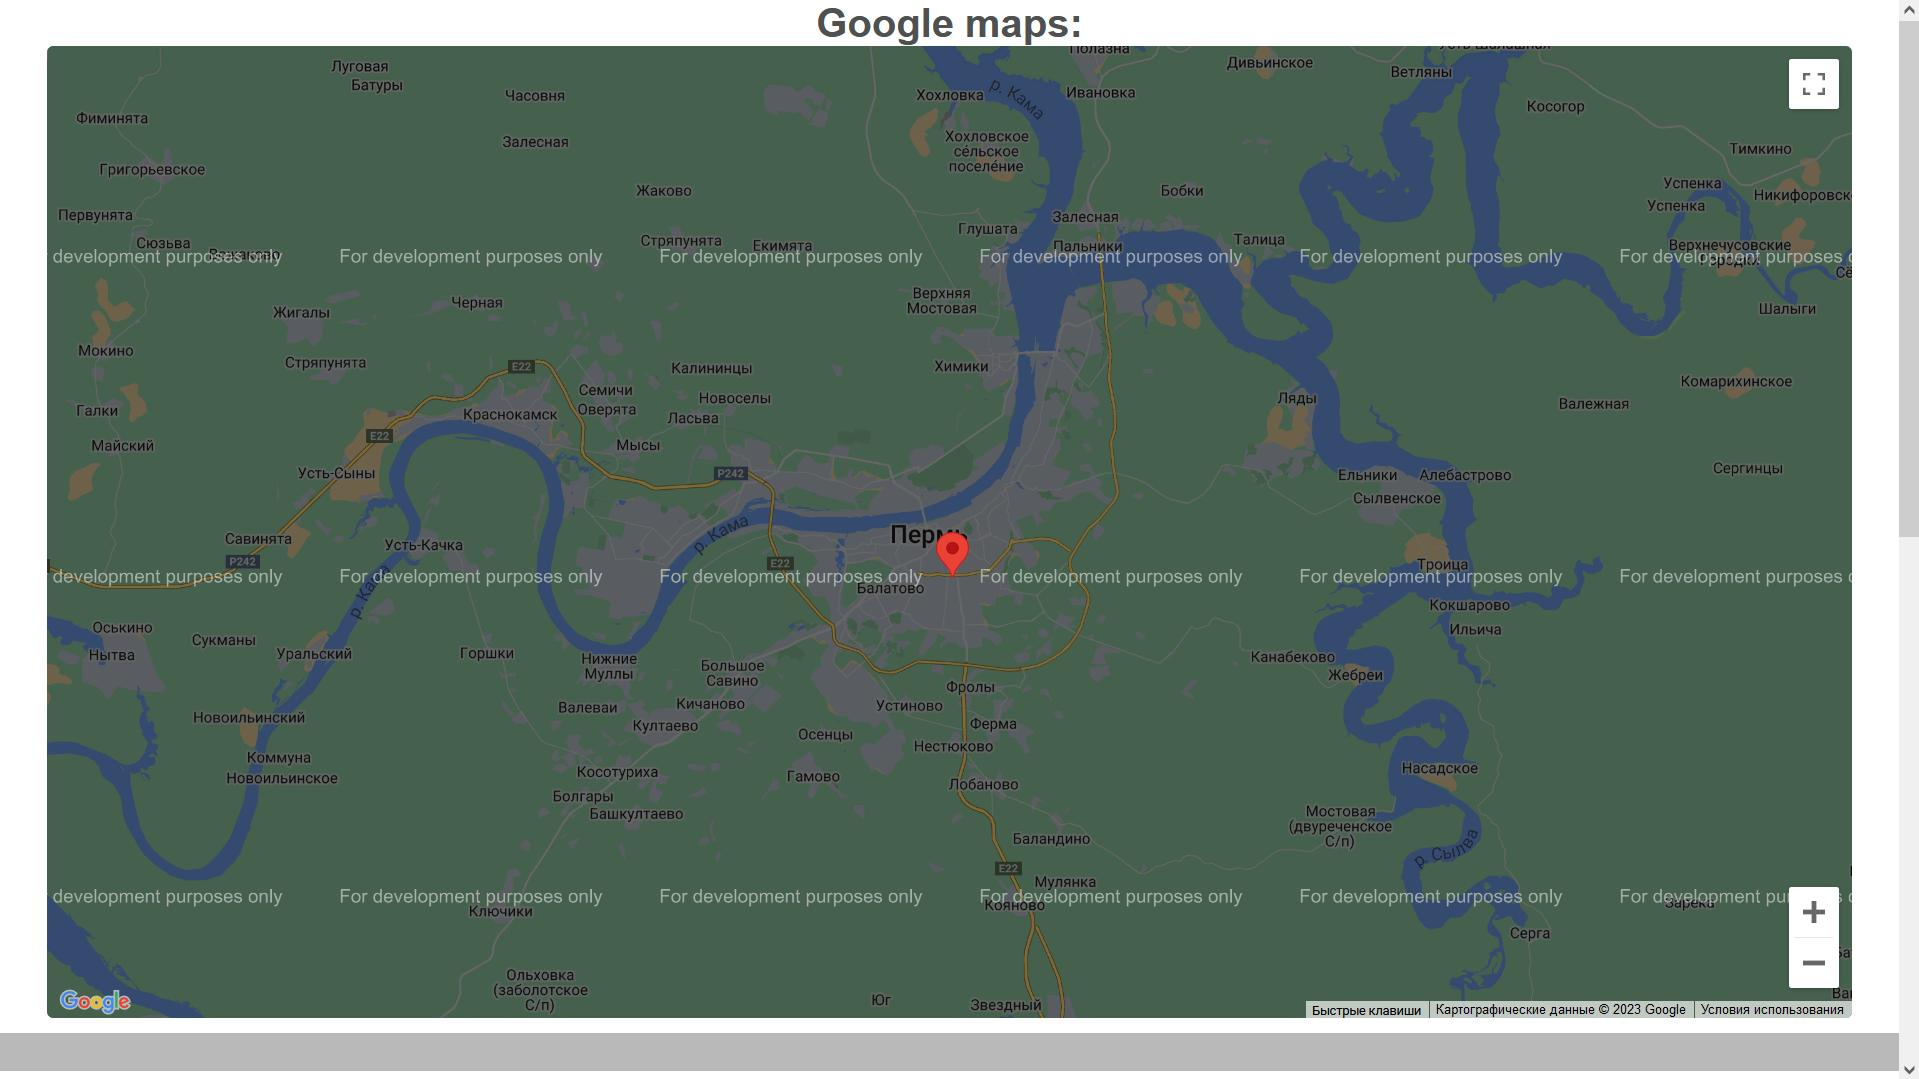 Google maps:
Полазна
Луговая
Дивьинское
Ветляны
Батуры
Хохловка
р. Кама
Ивановка
Часовня
Косогор
Фиминята
Залесная
Хохловское
се́льское
поселе́ние
Тимкино
Григорьевское
Жаково
Бобки
Успенка
Никифоровск
Успенка
Первунята
Залесная
Глушата
Сюзьва
Стряпунята
Екимята
Пальники
Талица
Верхнечусовские
Городки
development purposes only
For development purposes only
For development purposes only
For development purposes only
For development purposes only
For development purposes
Верхняя
Мостовая
Черная
Жигалы
Шалыги
Мокино
Стряпунята
E22
Калининцы
Химики
Семичи
Комарихинское
Галки
Краснокамск
Оверята
Новоселы
Ласьва
Ляды
Валежная
E22
Майский
Мысы
Усть-Сыны
P242
Ельники
Алебастрово
Сергинцы
Сылвенское
р. Кама
Пермь
Савинята
Усть-Качка
P242
E22
Троица
development purposes only
For development purposes only
For development purposes only
For development purposes only
For development purposes only
For development purposes
р. Кама
Балатово
Кокшарово
Оськино
Сукманы
Ильича
Нытва
Уральский
Горшки
Нижние
Муллы
Большое
Савино
Канабеково
Жебреи
Фролы
Валеваи
Кичаново
Устиново
Новоильинский
Култаево
Ферма
Осенцы
Нестюково
Коммуна
Новоильинское
Косотуриха
Гамово
Лобаново
Насадское
Болгары
Башкултаево
Мостовая
(двуреченское
С/п)
Баландино
р. Сылва
E22
Мулянка
development purposes only
For development purposes only
For development purposes only
For development purposes only
For development purposes only
For development purposes
Кояново
Зарека
Ключики
Серга
Ольховка
(заболотское
С/п)
Юг
Звездный
Google
Быстрые клавиши
Картографические данные © 2023 Google
Условия использования